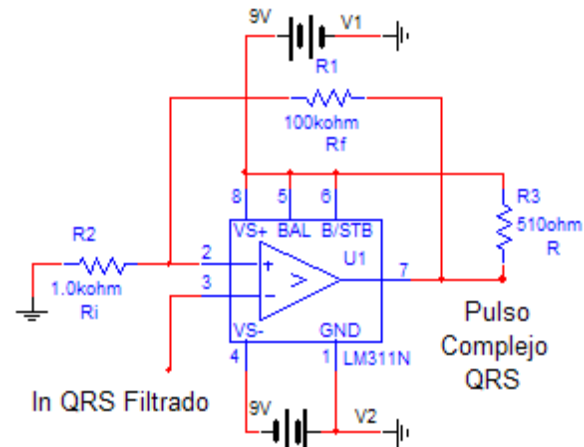 9V
V1
R1
100kohm
Rf
8
5
6
R3
510ohm
R
VS+
BAL
B/STB
R2
1.0kohm
Ri
2
3
+
−
>
U1
7
VS-
GND
4
1
LM311N
Pulso
Complejo
QRS
In QRS Filtrado
9V
V2